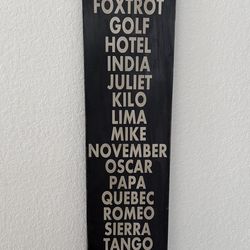 FOXTROT
GOLF
HOTEL
INDIA
JULIET
KILO
LIMA
MIKE
NOVEMBER
OSCAR
PAPA
QUEBEC
ROMEO
SIERRA
TANGO